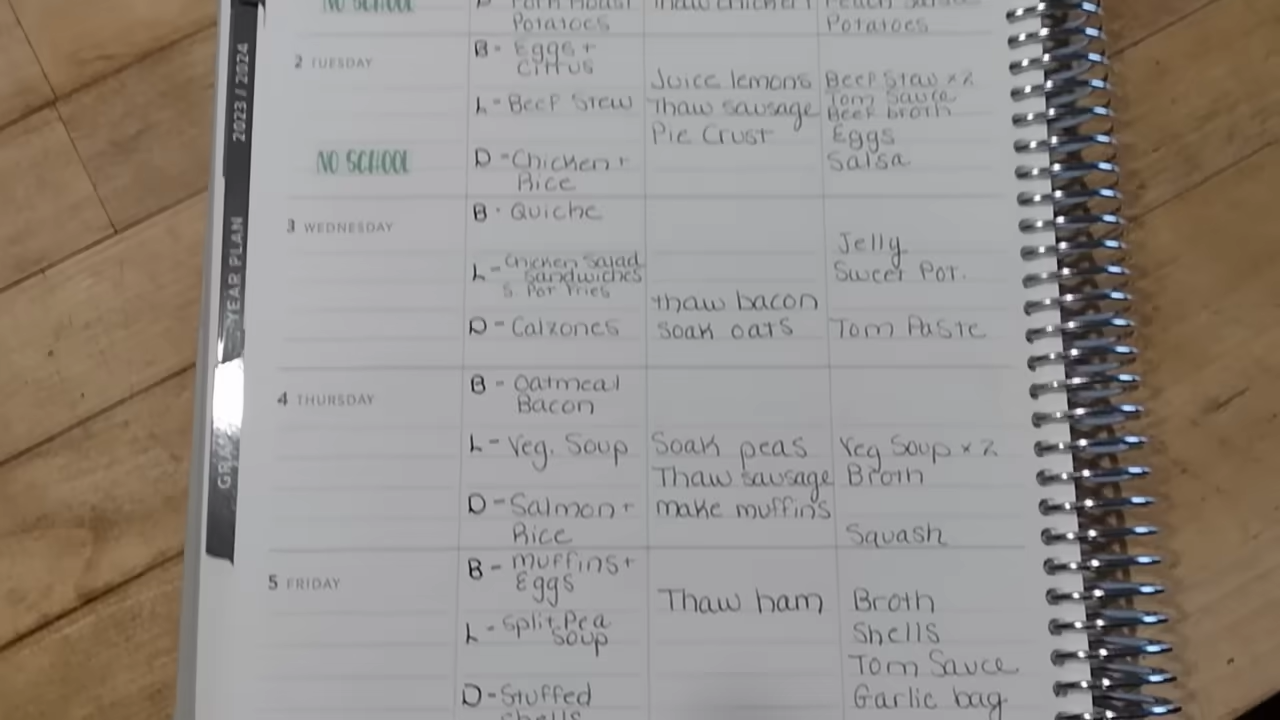 NO SCHOOL
Potatoes
Potatoes
2023 / 2024
YEAR PLAN
2 TUESDAY
B- Eggs +
Citrus
L- Beef Stew
D - Chicken +
Rice
Juice lemons
Thaw sausage
Pie Crust
Beef Stew x 2
Tom Sauce
Beef broth
Eggs
Salsa
NO SCHOOL
3 WEDNESDAY
B - Quiche
L- Chicken Salad
Sandwiches
S. Pot Fries
D - Calzones
thaw bacon
Soak oats
Jelly
Sweet Pot.
Tom Paste
4 THURSDAY
B - Oatmeal
Bacon
L- Veg. Soup
D - Salmon +
Rice
Soak peas
Thaw sausage
make muffins
Veg Soup x 2
Broth
Squash
5 FRIDAY
B - Muffins +
Eggs
L - Split Pea
Soup
D - Stuffed
Shells
Thaw ham
Broth
Shells
Tom Sauce
Garlic bag